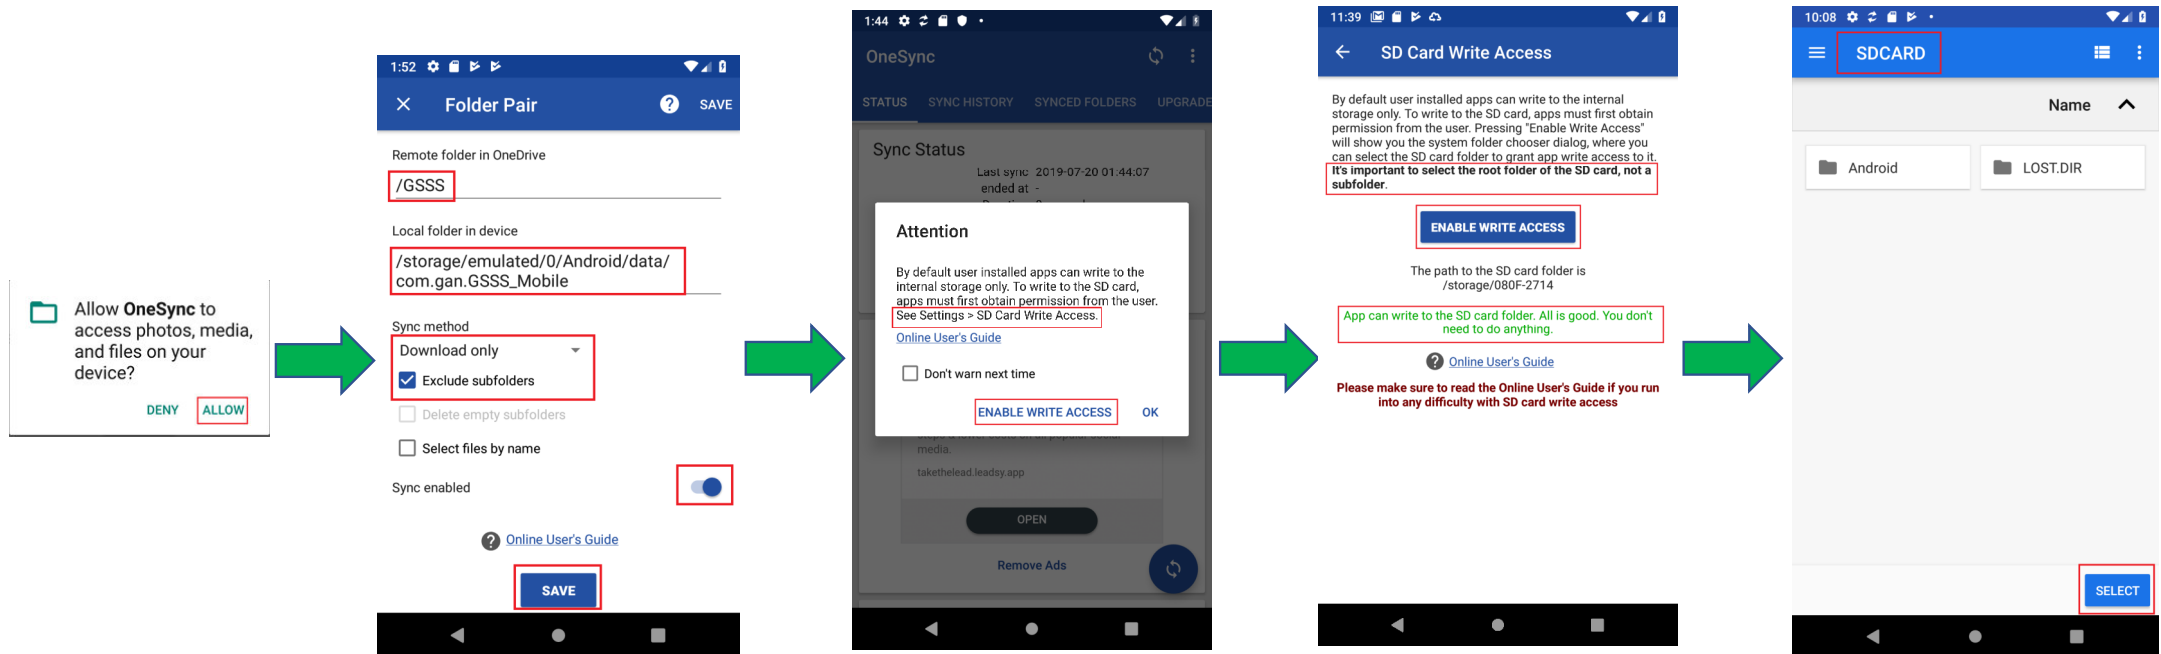 Allow OneSync to
access photos, media,
and files on your
device?
DENY ALLOW
1:52
Folder Pair SAVE
Remote folder in OneDrive
/GSSS
Local folder in device
/storage/emulated/0/Android/data/
com.gan.GSSS_Mobile
Sync method
Download only
Exclude subfolders
Delete empty subfolders
Select files by name
Sync enabled
Online User's Guide
SAVE
1:44
OneSync
STATUS SYNC HISTORY SYNCED FOLDERS UPGRADE
Sync Status
Last sync 2019-07-20 01:44:07
ended at -
Attention
By default user installed apps can write to the
internal storage only. To write to the SD card,
apps must first obtain permission from the user.
See Settings > SD Card Write Access.
Online User's Guide
Don't warn next time
ENABLE WRITE ACCESS OK
media.
takethelead.leadsy.app
OPEN
Remove Ads
11:39
SD Card Write Access
By default user installed apps can write to the internal
storage only. To write to the SD card, apps must first obtain
permission from the user. Pressing "Enable Write Access"
will show you the system folder chooser dialog, where you
can select the SD card folder to grant app write access to it.
It's important to select the root folder of the SD card, not a
subfolder.
ENABLE WRITE ACCESS
The path to the SD card folder is
/storage/080F-2714
App can write to the SD card folder. All is good. You don't
need to do anything.
Online User's Guide
Please make sure to read the Online User's Guide if you run
into any difficulty with SD card write access
10:08
SDCARD
Name
Android LOST.DIR
SELECT